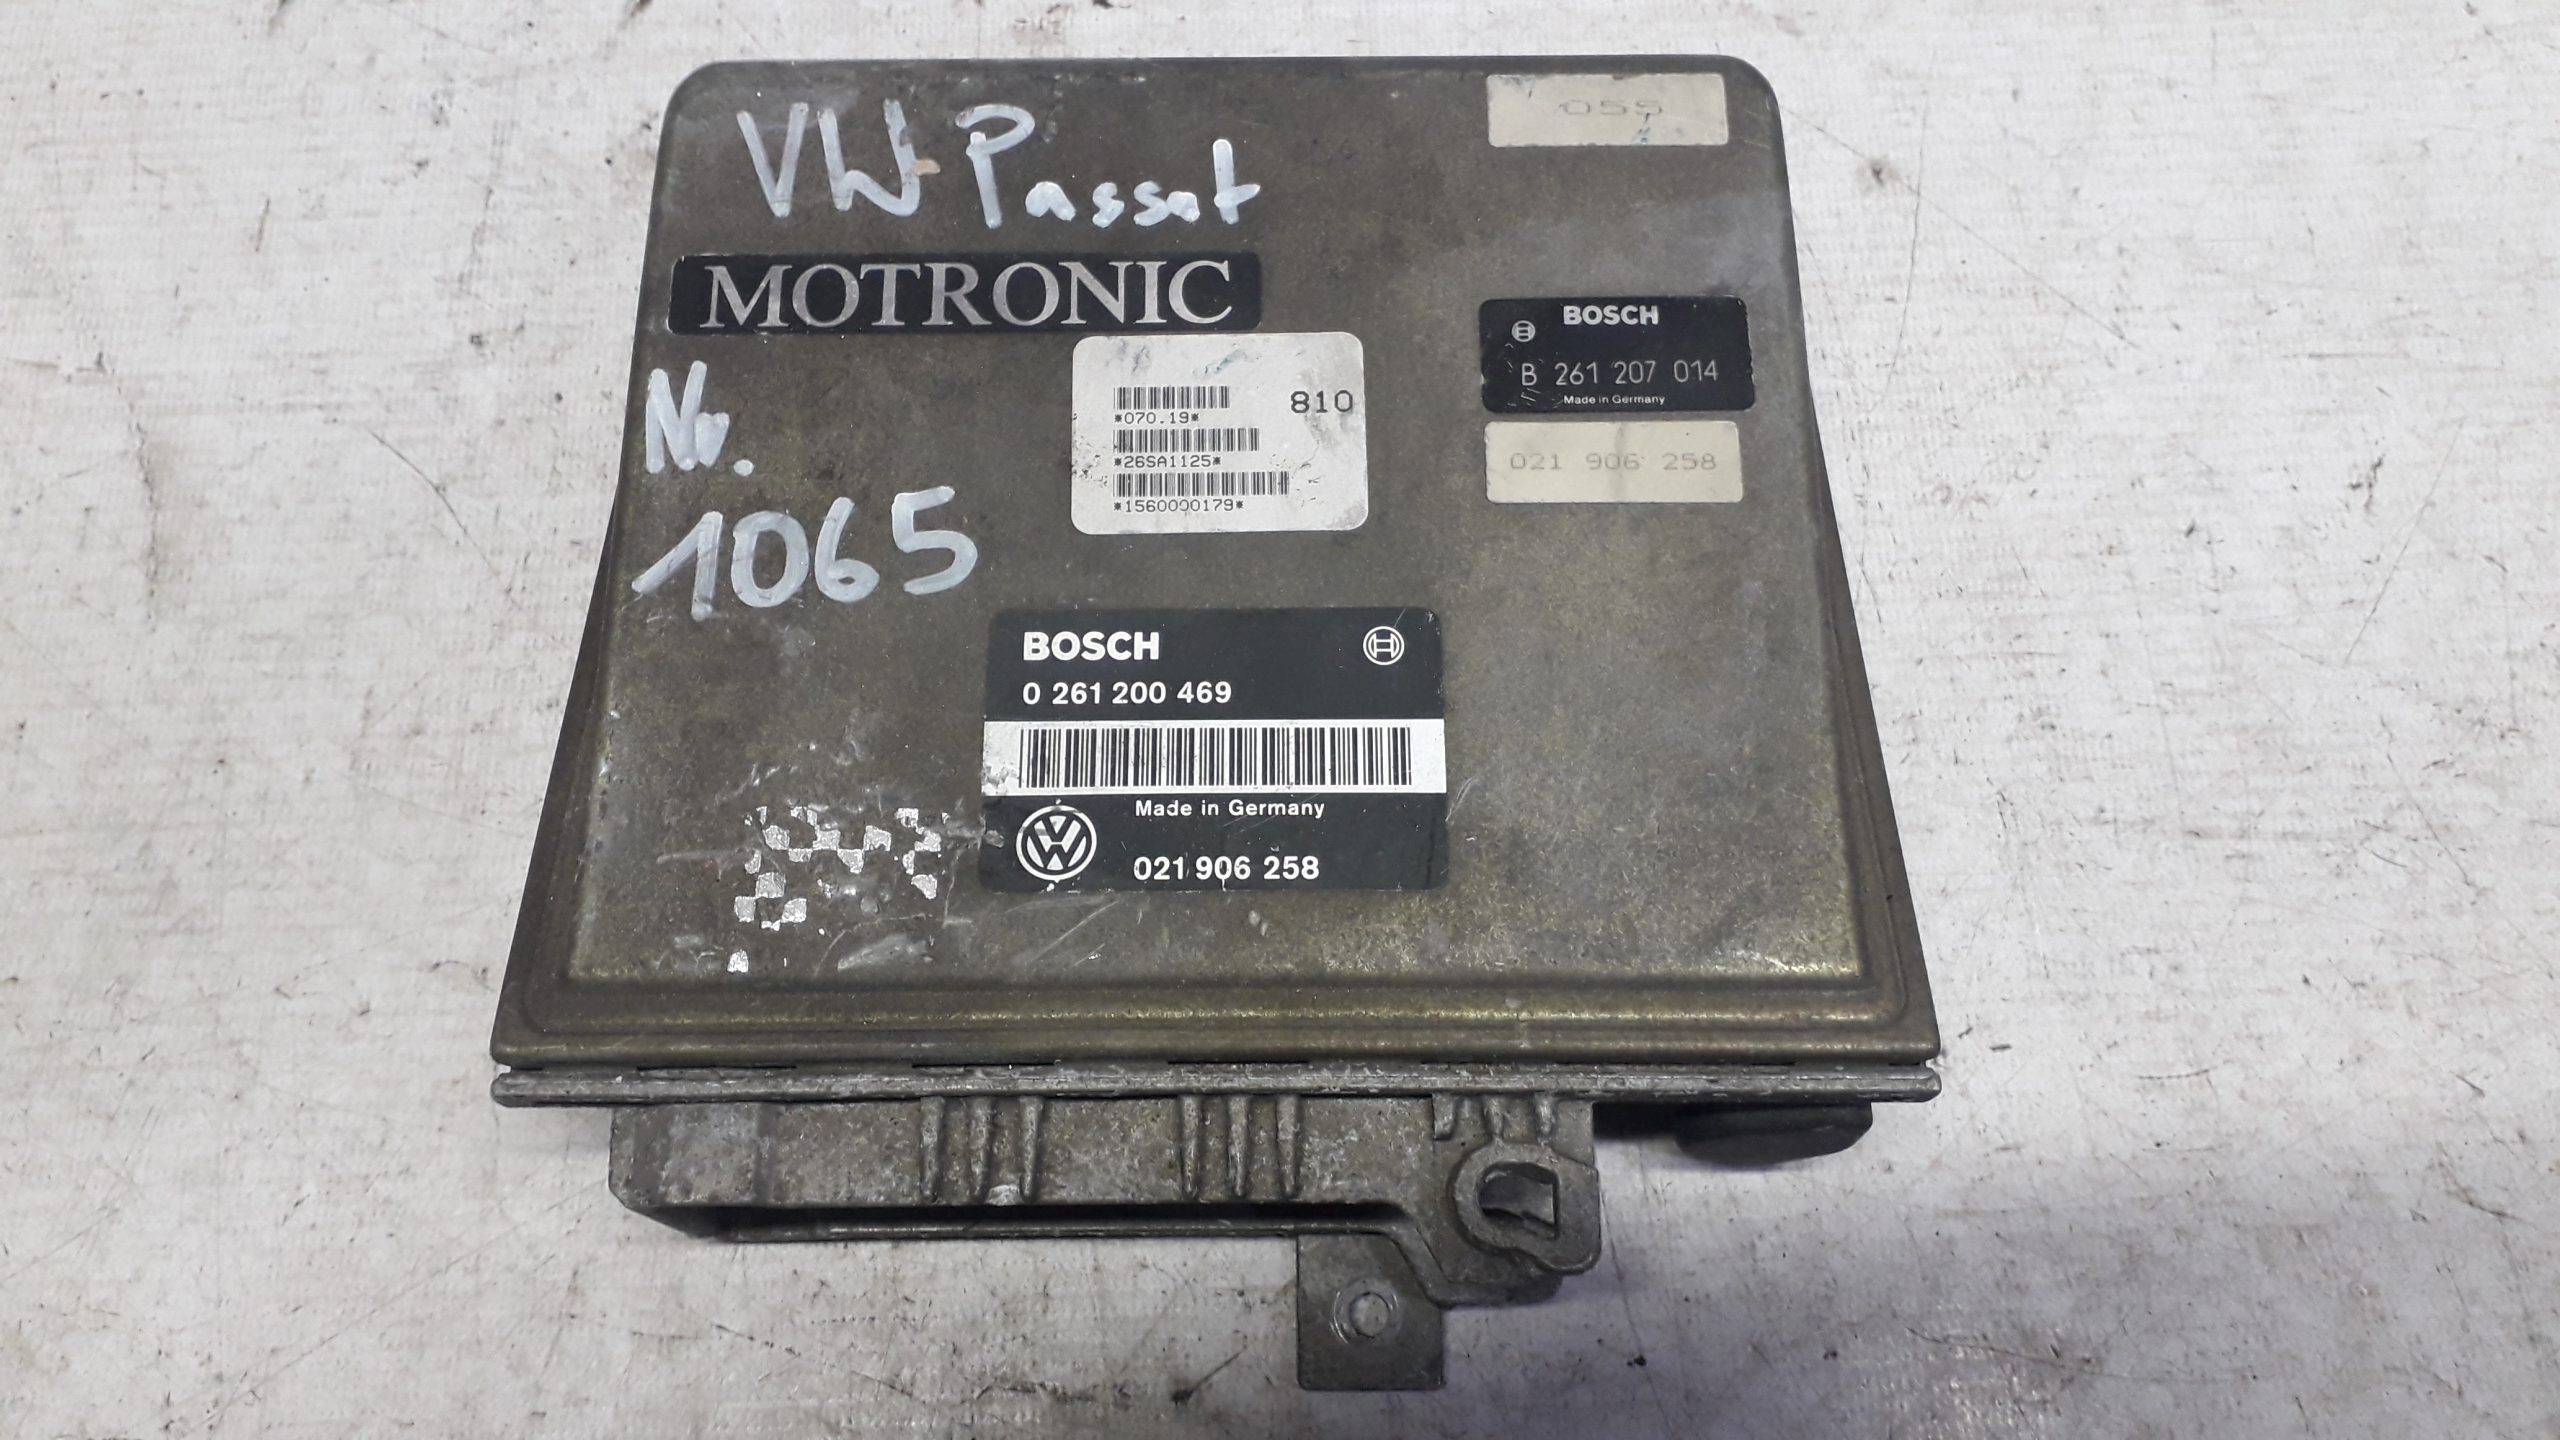 VW Passat
055
MOTRONIC
BOSCH
B 261 207 014
Made in Germany
Nr.
1065
810
*070.19*
*26SA1125*
*1560000179*
021 906 258
BOSCH
0 261 200 469
Made in Germany
VW
021 906 258